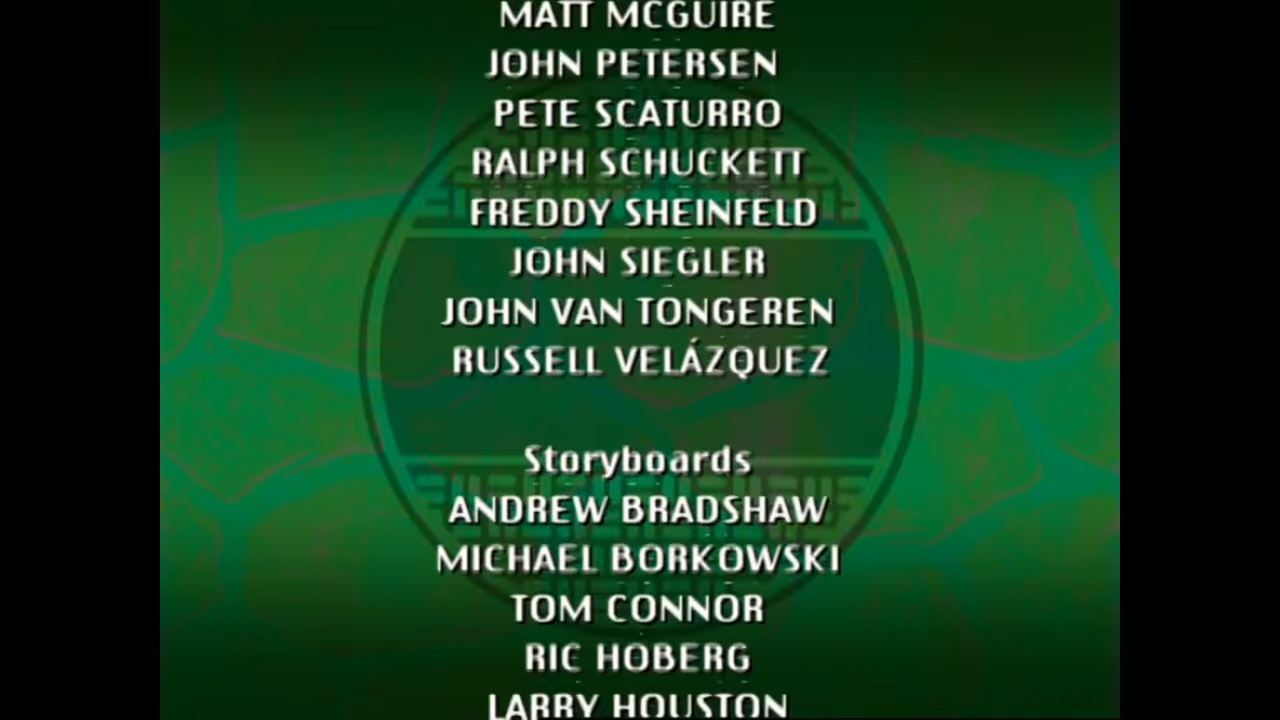 MATT MCGUIRE
JOHN PETERSEN
PETE SCATURRO
RALPH SCHUCKETT
FREDDY SHEINFELD
JOHN SIEGLER
JOHN VAN TONGEREN
RUSSELL VELÁZQUEZ
Storyboards
ANDREW BRADSHAW
MICHAEL BORKOWSKI
TOM CONNOR
RIC HOBERG
LARRY HOUSTON